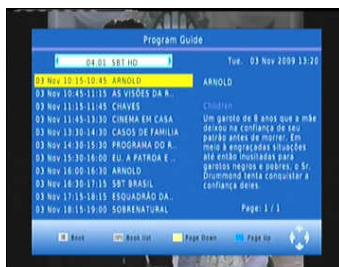 Program Guide
04.01 SBT HD
Tue. 03 Nov 2009 13:20
03 Nov 10:15-10:45 ARNOLD
03 Nov 10:45-11:15 AS VISÕES DA R..
03 Nov 11:15-11:45 CHAVES
03 Nov 11:45-13:30 CINEMA EM CASA
03 Nov 13:30-14:30 CASOS DE FAMILIA
03 Nov 14:30-15:30 PROGRAMA DO R..
03 Nov 15:30-16:00 EU, A PATROA E ..
03 Nov 16:00-16:30 ARNOLD
03 Nov 16:30-17:15 SBT BRASIL
03 Nov 17:15-18:15 ESQUADRÃO DA..
03 Nov 18:15-19:00 SOBRENATURAL
ARNOLD
Children
Um garoto de 8 anos que a mãe
deixou na confiança de seu
patrão antes de morrer. Em
meio à engraçadas situações
até então inusitadas para
garotos negros e pobres, o Sr.
Drummond tenta conquistar a
confiança deles.
Page: 1 / 1
Book
Book list
Page Down
Page Up